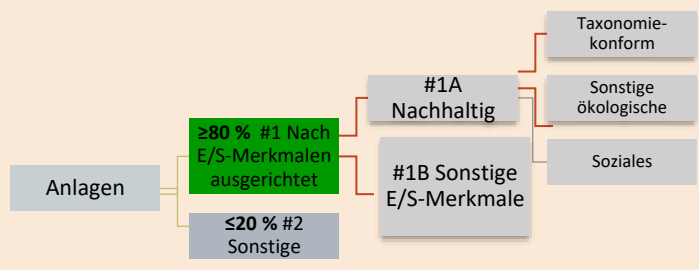 Anlagen
≥80 % #1 Nach
E/S-Merkmalen
ausgerichtet
≤20 % #2
Sonstige
#1A
Nachhaltig
#1B Sonstige
E/S-Merkmale
Taxonomie-
konform
Sonstige
ökologische
Soziales